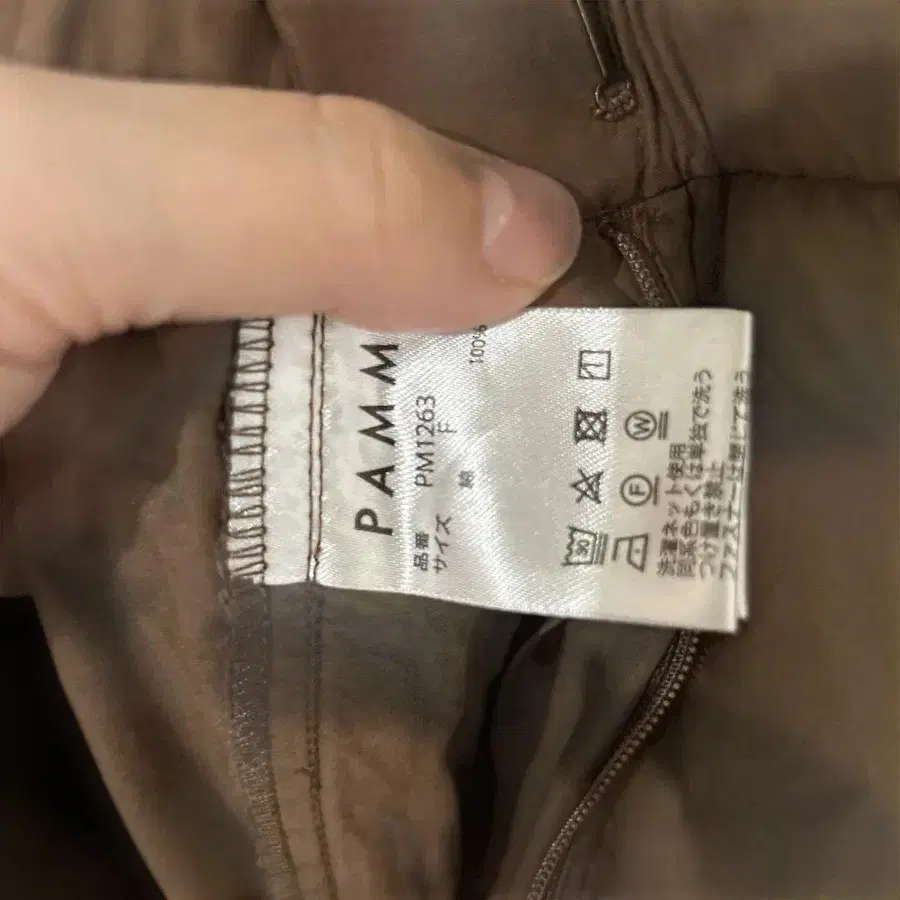 PAMM
品番 PM1263
サイズ F
綿 100%
30
F W
洗濯ネット使用
同系色もしくは単独で洗う
つけ置き禁止
ファスナーは閉じて洗う